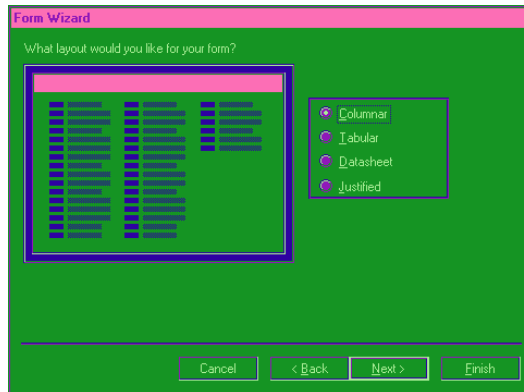 Form Wizard
What layout would you like for your form?
Columnar
Tabular
Datasheet
Justified
Cancel
< Back
Next >
Finish